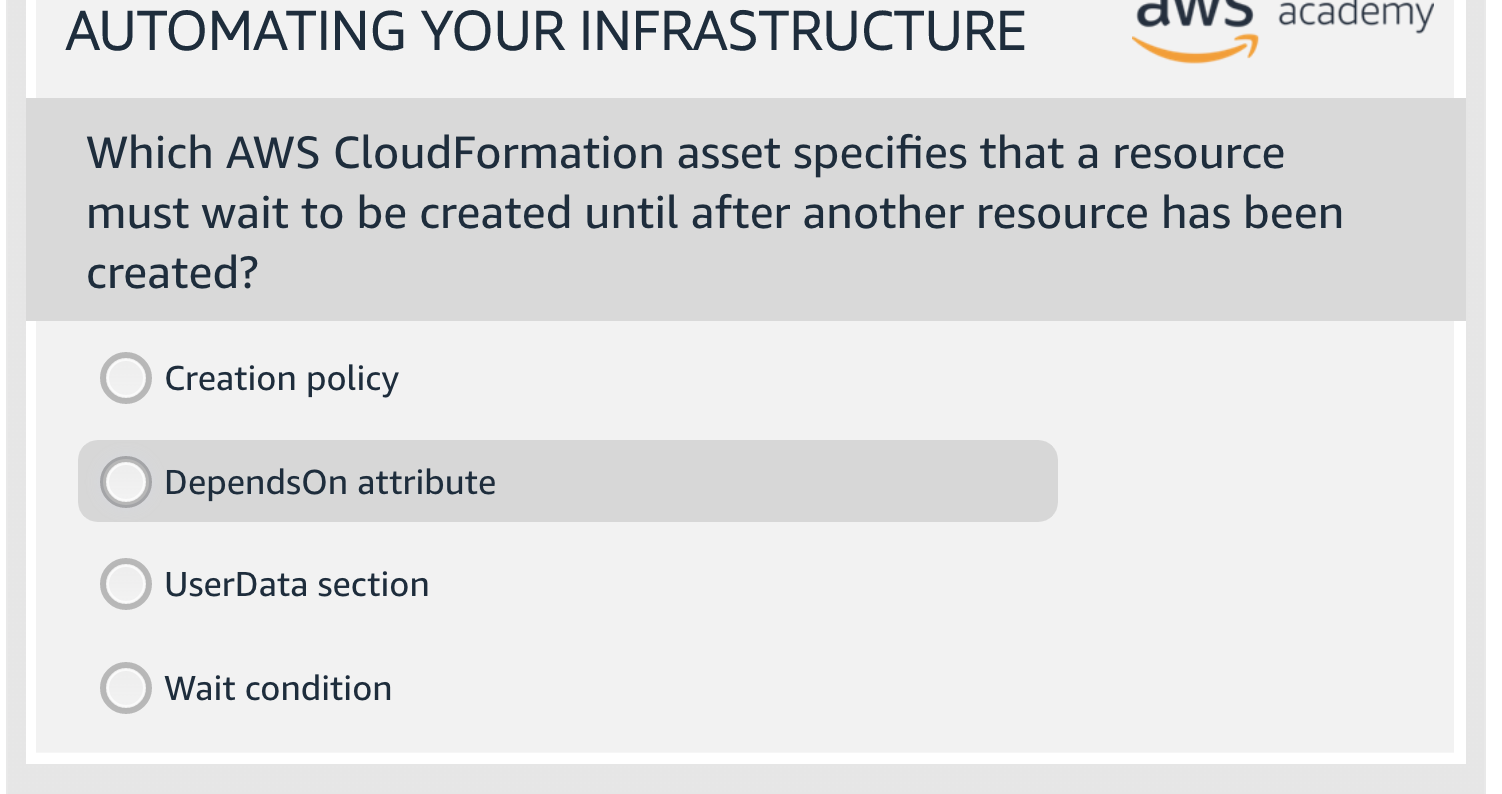 AUTOMATING YOUR INFRASTRUCTURE
aws academy
Which AWS CloudFormation asset specifies that a resource
must wait to be created until after another resource has been
created?
Creation policy
DependsOn attribute
UserData section
Wait condition